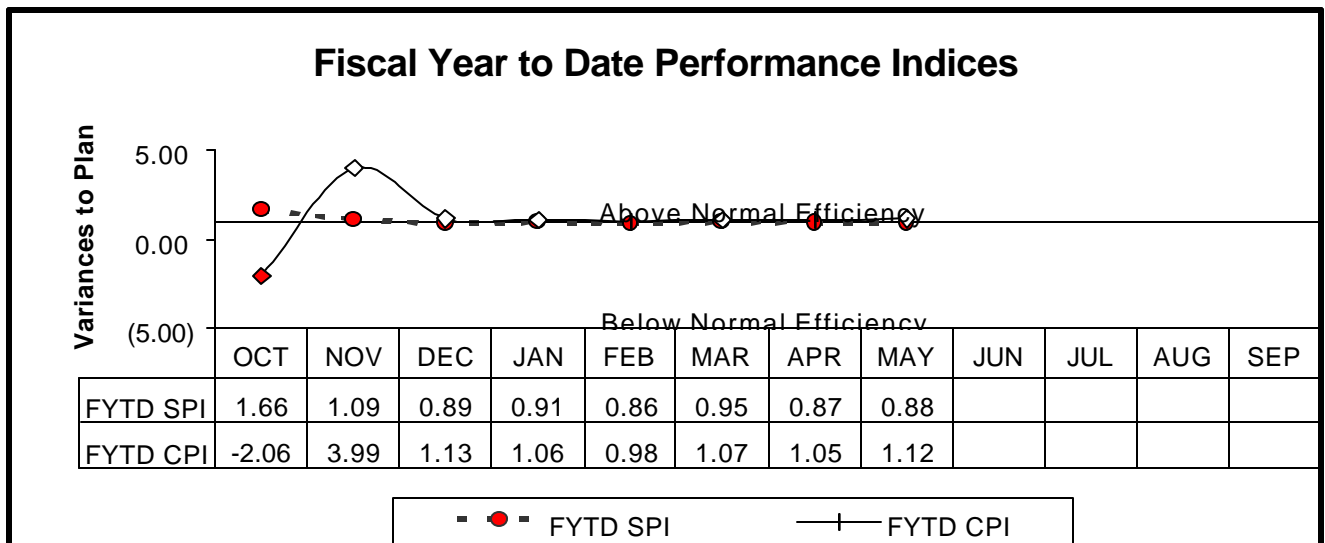 Fiscal Year to Date Performance Indices
Variances to Plan
5.00
Above Normal Efficiency
0.00
Below Normal Efficiency
(5.00)
OCT NOV DEC JAN FEB MAR APR MAY JUN JUL AUG SEP
FYTD SPI 1.66 1.09 0.89 0.91 0.86 0.95 0.87 0.88
FYTD CPI -2.06 3.99 1.13 1.06 0.98 1.07 1.05 1.12
FYTD SPI FYTD CPI